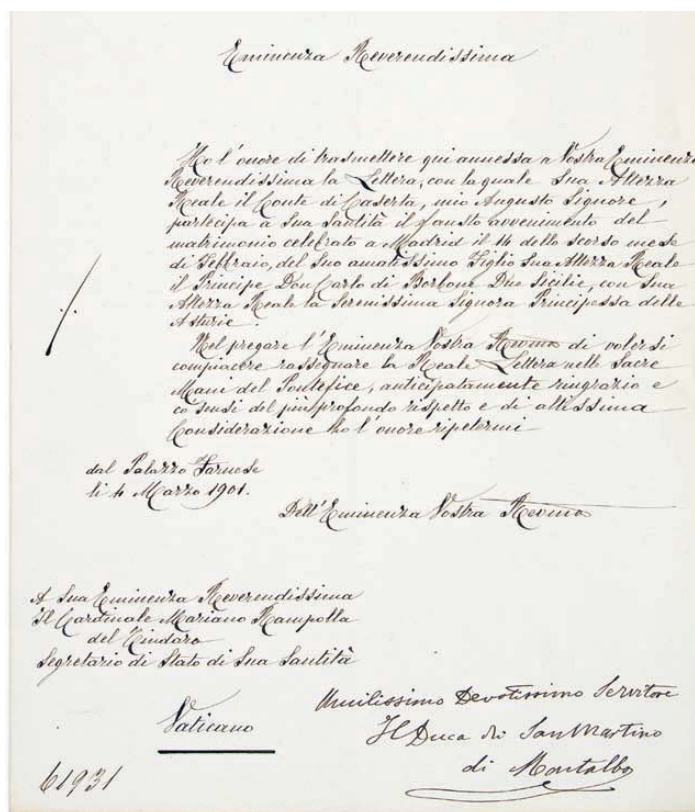 Eminenza Reverendissima
Ho l'onore di trasmettere qui annessa a Vostra Eminenza
Reverendissima la Lettera, con la quale Sua Altezza
Reale il Conte di Caserta, mio Augusto Signore,
partecipa a Sua Santità il fausto avvenimento del
matrimonio celebrato a Madrid il 14 dello scorso mese
di Febbraio, del Suo amatissimo Figlio Sua Altezza Reale
il Principe Don Carlo di Borbone Due Sicilie, con Sua
Altezza Reale la Serenissima Signora Principessa delle
Asturie.
Nel pregare l'Eminenza Vostra Revma di volersi
compiacere rassegnare la Reale Lettera nelle Sacre
Mani del Pontefice, anticipatamente ringrazio e
co sensi del più profondo rispetto e di altissima
Considerazione ho l'onore ripetermi
dal Palazzo Farnese
li 4 Marzo 1901.
Dell'Eminenza Vostra Revma
A Sua Eminenza Reverendissima
Il Cardinale Mariano Rampolla
del Tindaro
Segretario di Stato di Sua Santità
Vaticano
Umilissimo Devotissimo Servitore
Il Duca di San Martino
di Montalbo
61931